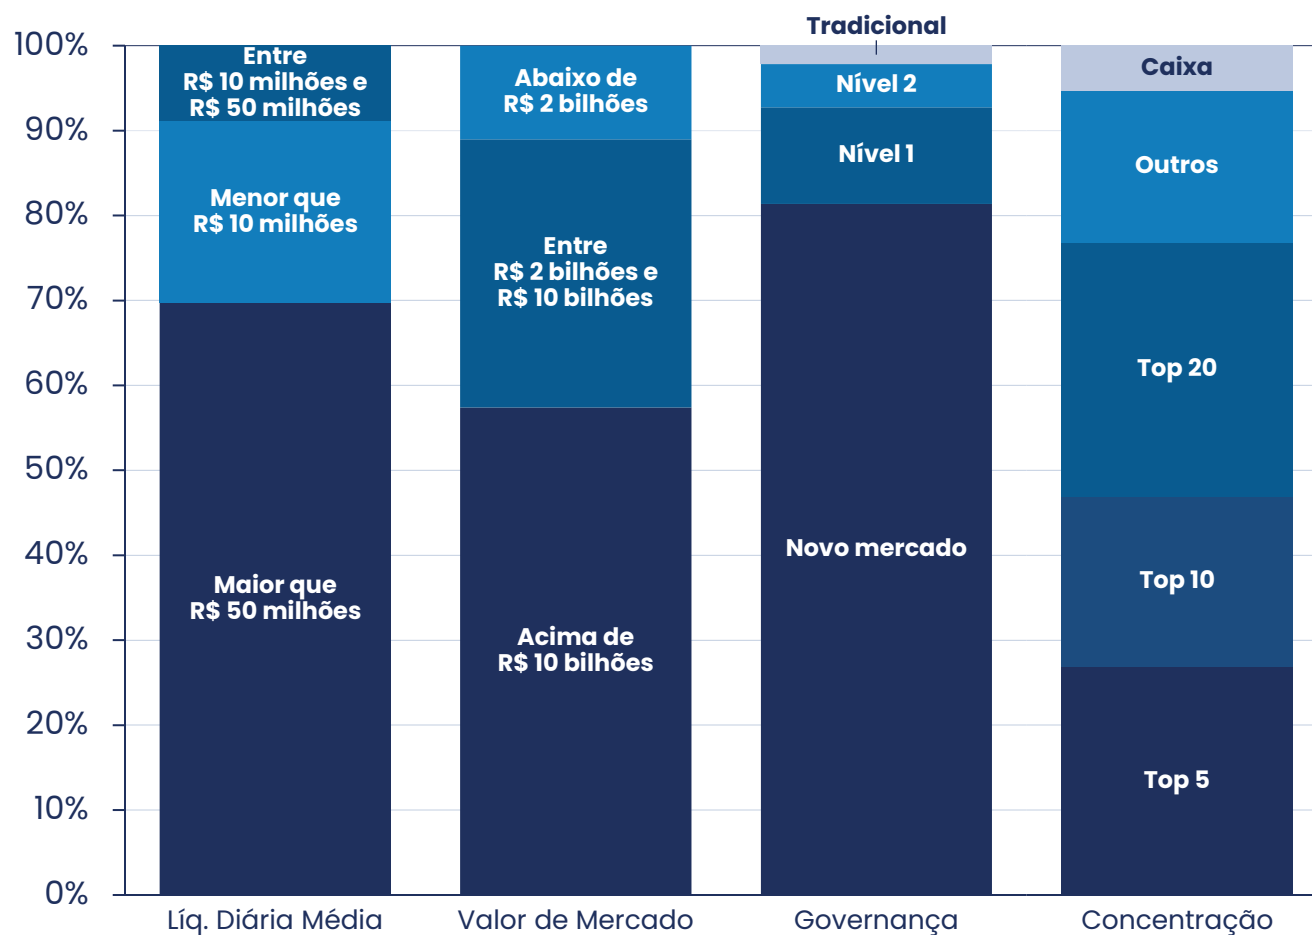 Tradicional
100%
90%
80%
70%
60%
50%
40%
30%
20%
10%
0%
Entre
R$ 10 milhões e
R$ 50 milhões
Menor que
R$ 10 milhões
Maior que
R$ 50 milhões
Abaixo de
R$ 2 bilhões
Entre
R$ 2 bilhões e
R$ 10 bilhões
Acima de
R$ 10 bilhões
Nível 2
Nível 1
Novo mercado
Caixa
Outros
Top 20
Top 10
Top 5
Líq. Diária Média
Valor de Mercado
Governança
Concentração